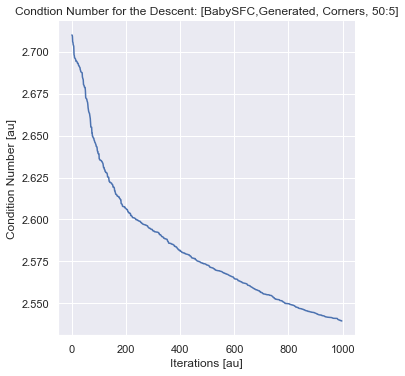 Condtion Number for the Descent: [BabySFC,Generated, Corners, 50:5]
2.700
2.675
2.650
2.625
2.600
2.575
2.550
Condition Number [au]
0 200 400 600 800 1000
Iterations [au]